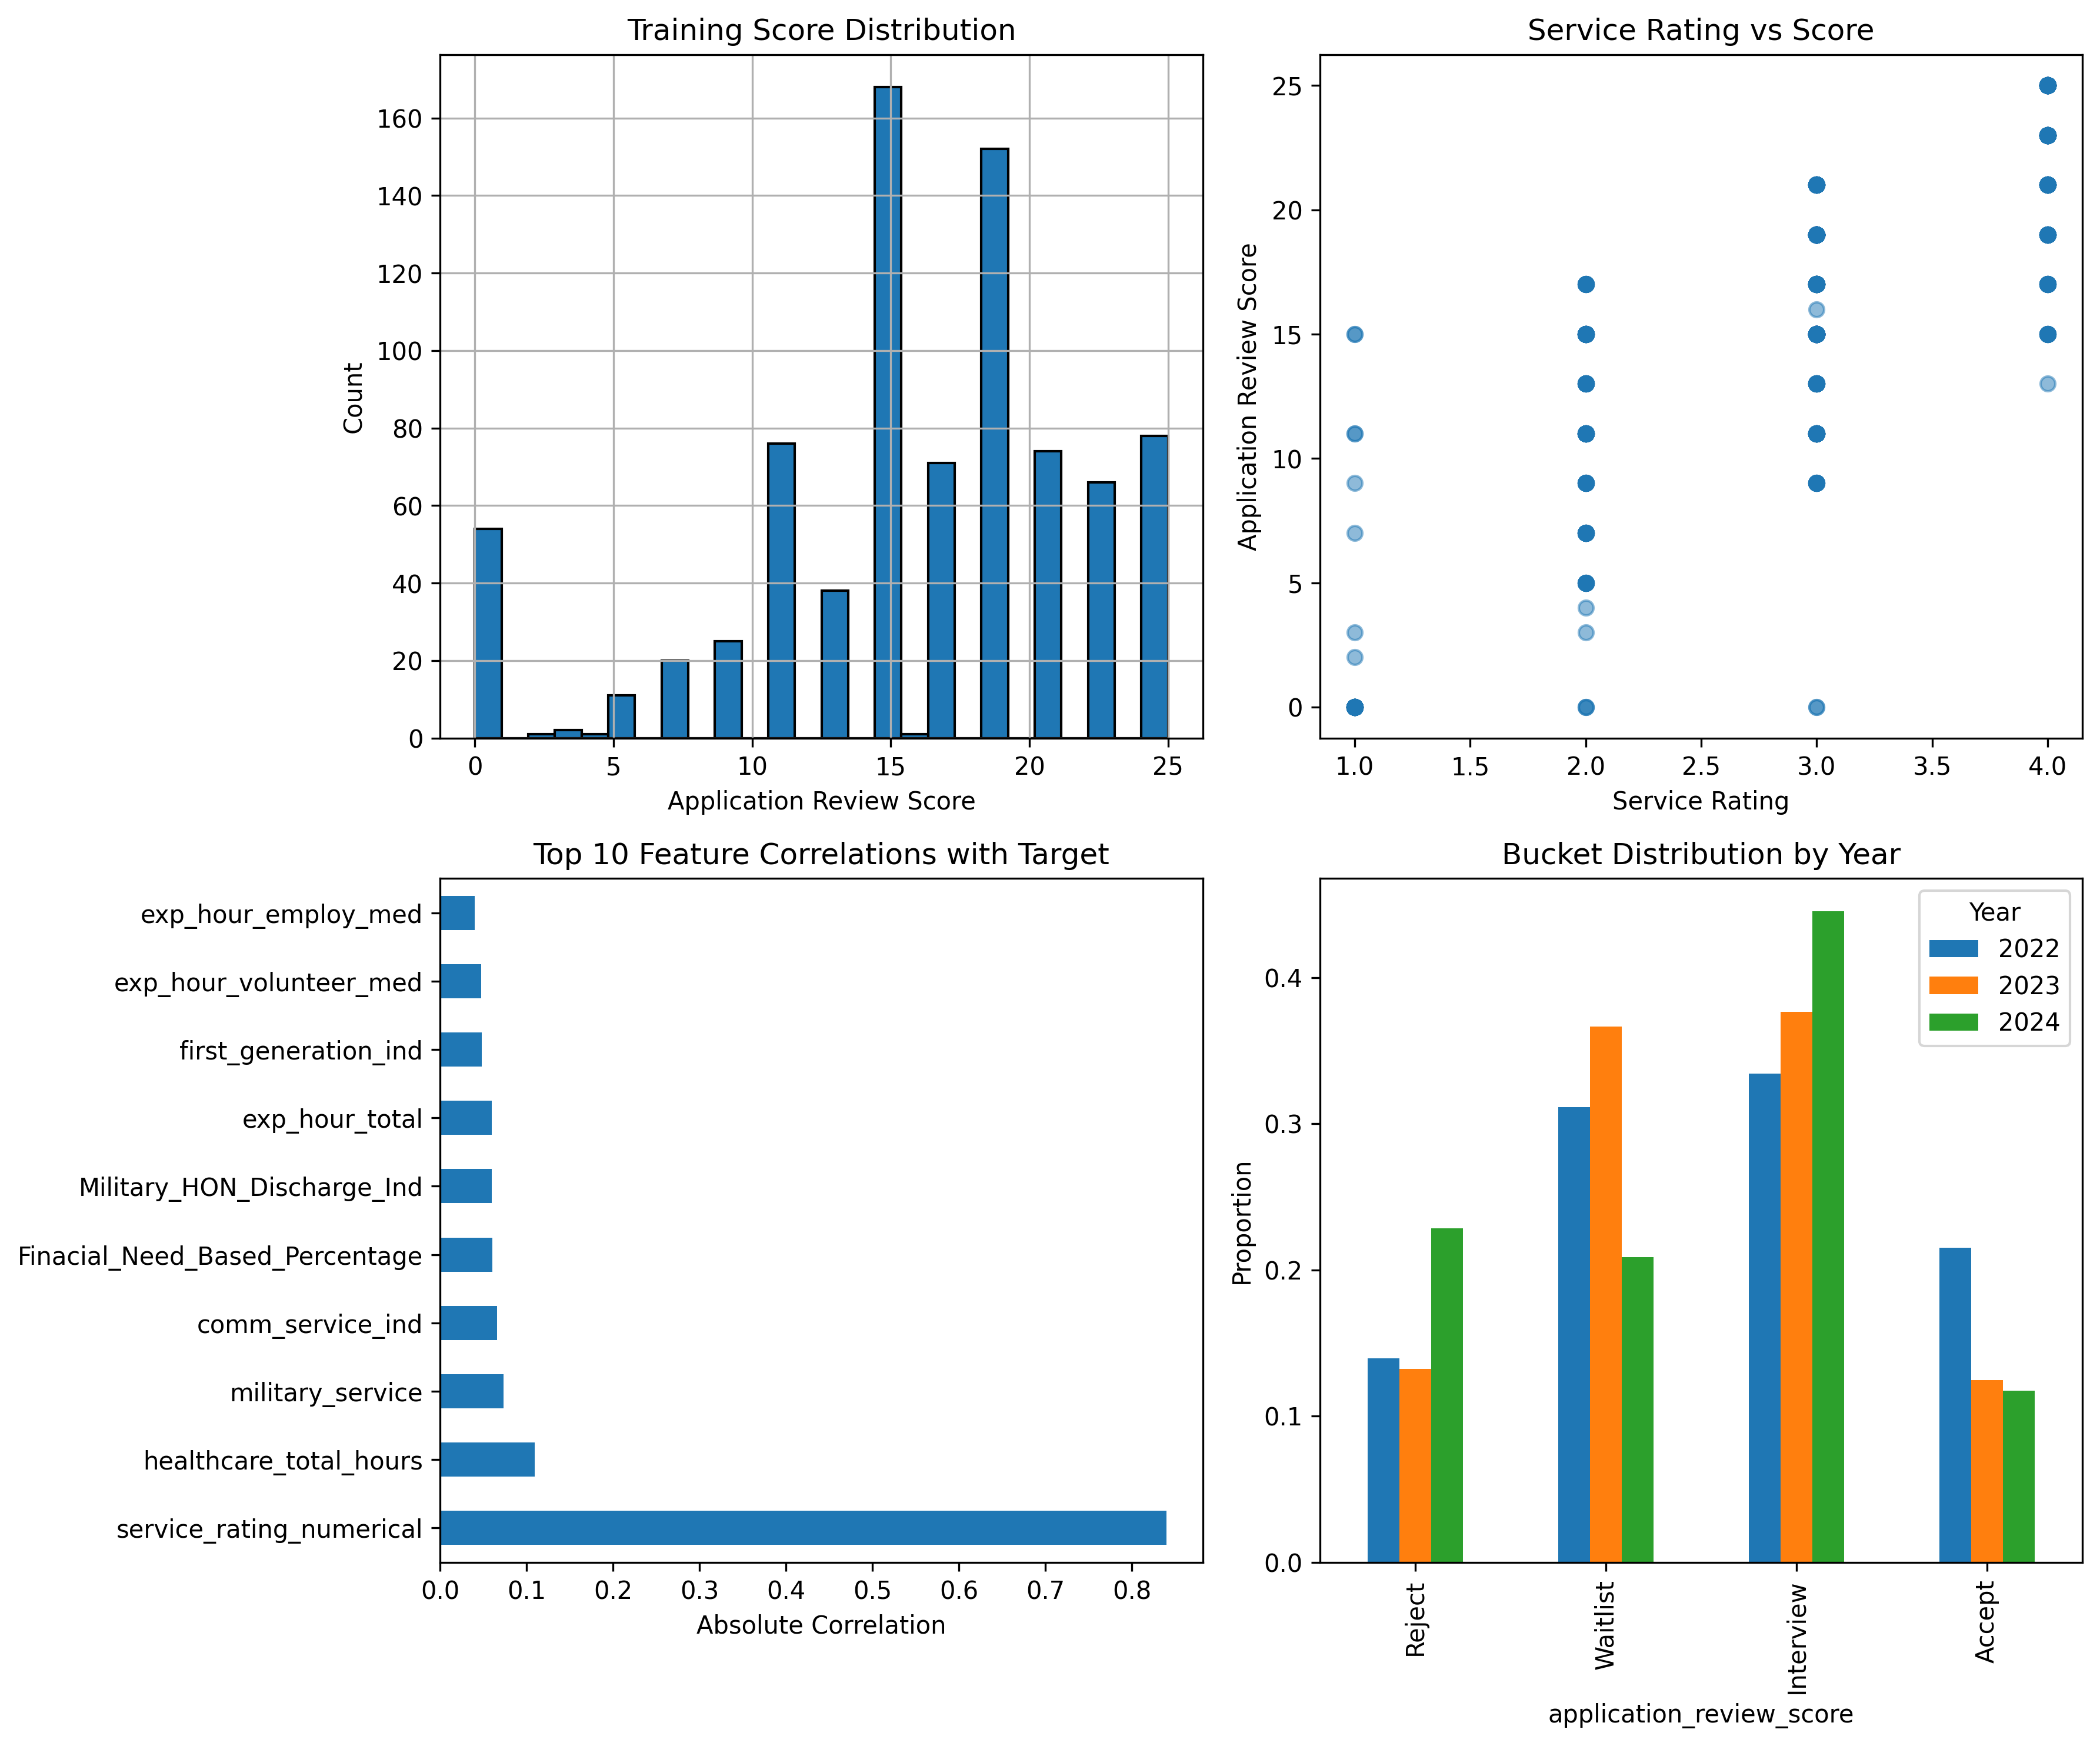 Training Score Distribution
160
140
120
100
80
60
40
20
0
Count
0 5 10 15 20 25
Application Review Score
Service Rating vs Score
25
20
15
10
5
0
Application Review Score
1.0 1.5 2.0 2.5 3.0 3.5 4.0
Service Rating
Top 10 Feature Correlations with Target
exp_hour_employ_med
exp_hour_volunteer_med
first_generation_ind
exp_hour_total
Military_HON_Discharge_Ind
Finacial_Need_Based_Percentage
comm_service_ind
military_service
healthcare_total_hours
service_rating_numerical
0.0 0.1 0.2 0.3 0.4 0.5 0.6 0.7 0.8
Absolute Correlation
Bucket Distribution by Year
Year
2022
2023
2024
0.4
0.3
0.2
0.1
0.0
Proportion
Reject
Waitlist
Interview
Accept
application_review_score